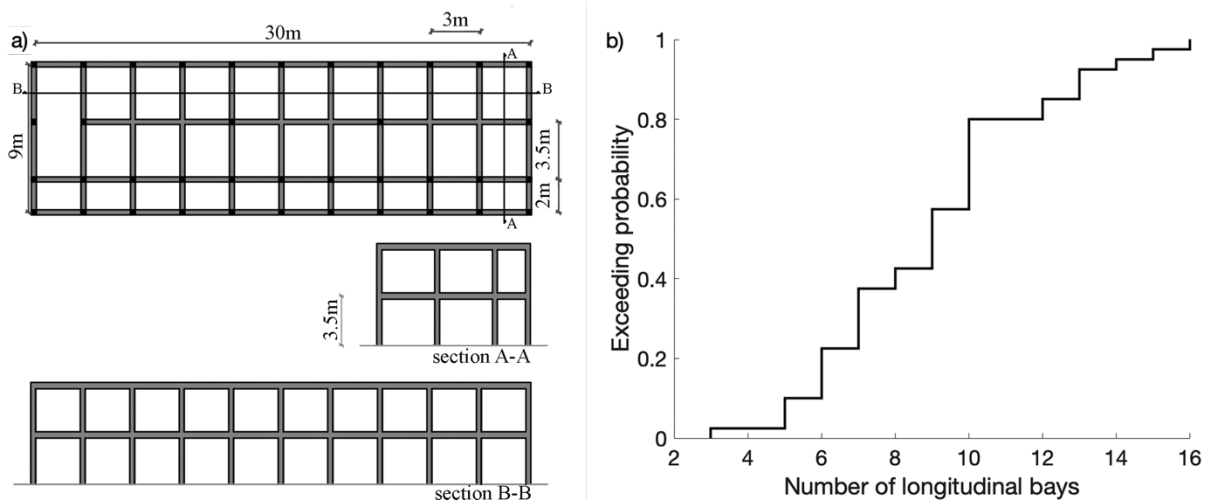 a)
30m
3m
A
B
B
9m
3.5m
2m
A
3.5m
section A-A
section B-B
b)
Exceeding probability
1
0.8
0.6
0.4
0.2
0
2
4
6
8
10
12
14
16
Number of longitudinal bays